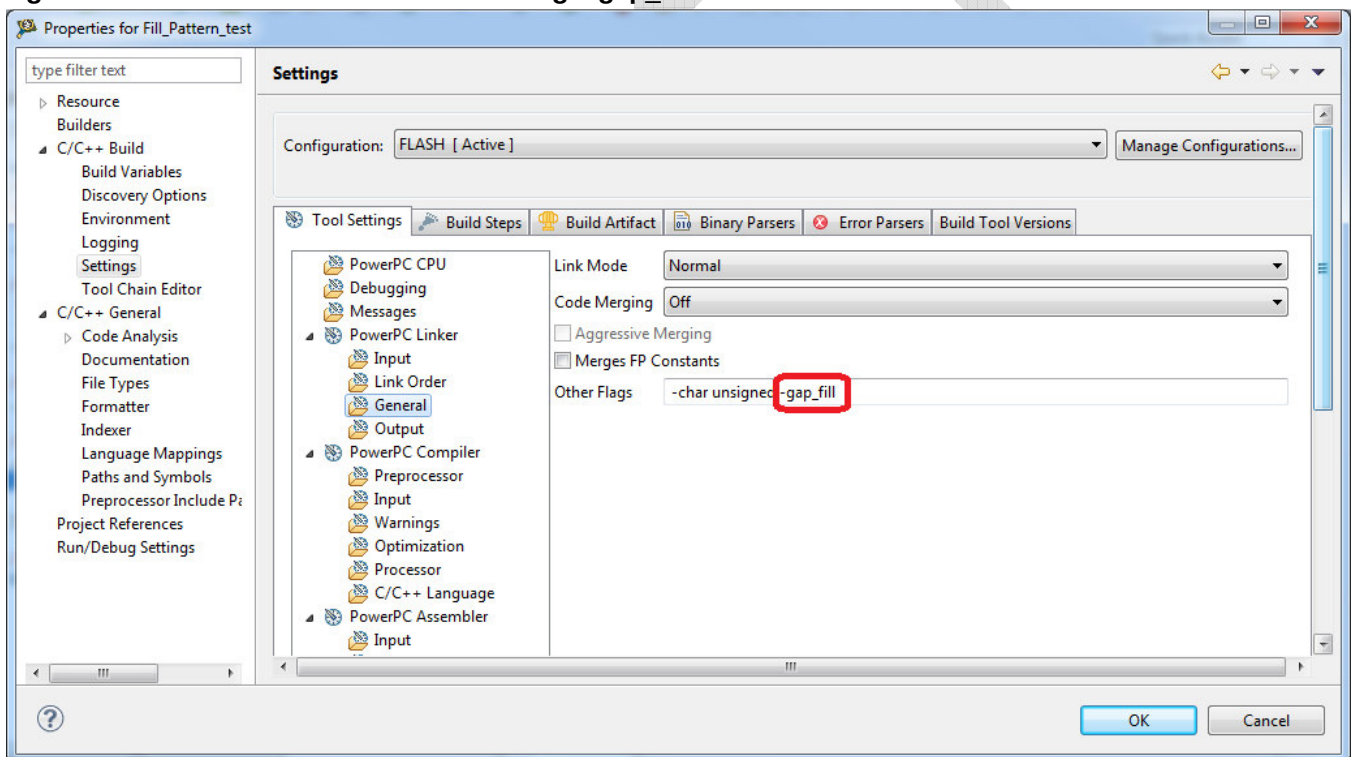 Properties for Fill_Pattern_test
type filter text
Resource
Builders
C/C++ Build
Build Variables
Discovery Options
Environment
Logging
Settings
Tool Chain Editor
C/C++ General
Code Analysis
Documentation
File Types
Formatter
Indexer
Language Mappings
Paths and Symbols
Preprocessor Include Pa
Project References
Run/Debug Settings
Settings
Configuration: FLASH [ Active ] Manage Configurations...
Tool Settings Build Steps Build Artifact Binary Parsers Error Parsers Build Tool Versions
PowerPC CPU
Debugging
Messages
PowerPC Linker
Input
Link Order
General
Output
PowerPC Compiler
Preprocessor
Input
Warnings
Optimization
Processor
C/C++ Language
PowerPC Assembler
Input
Link Mode Normal
Code Merging Off
Aggressive Merging
Merges FP Constants
Other Flags -char unsigned -gap_fill
OK Cancel